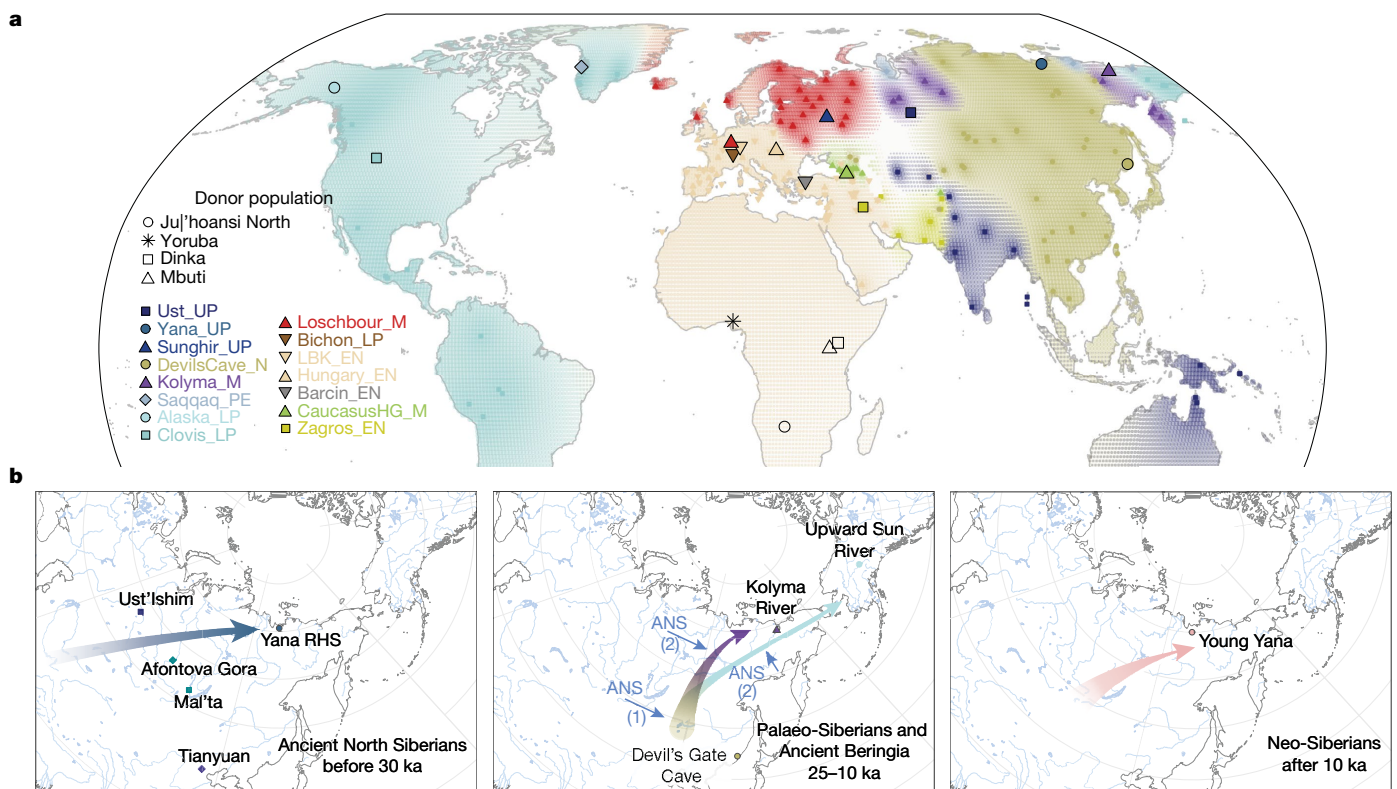 a
Donor population
Ju|'hoansi North
Yoruba
Dinka
Mbuti
Ust_UP
Yana_UP
Sunghir_UP
DevilsCave_N
Kolyma_M
Saqqaq_PE
Alaska_LP
Clovis_LP
Loschbour_M
Bichon_LP
LBK_EN
Hungary_EN
Barcin_EN
CaucasusHG_M
Zagros_EN
b
Ust'Ishim
Yana RHS
Afontova Gora
Mal'ta
Tianyuan
Ancient North Siberians
before 30 ka
Upward Sun
River
Kolyma
River
ANS
(2)
ANS
(2)
ANS
(1)
Devil's Gate
Cave
Palaeo-Siberians and
Ancient Beringia
25–10 ka
Young Yana
Neo-Siberians
after 10 ka